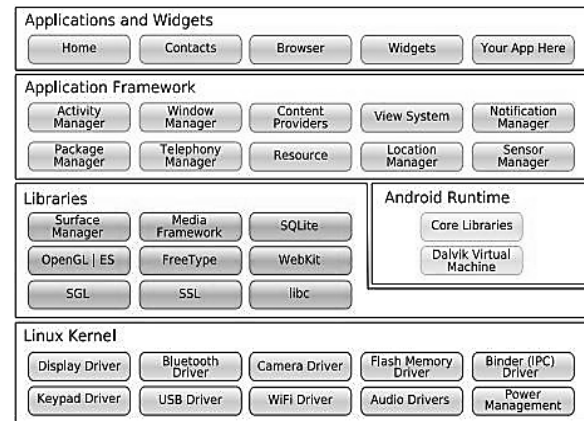 Applications and Widgets
Home
Contacts
Browser
Widgets
Your App Here
Application Framework
Activity
Manager
Window
Manager
Content
Providers
View System
Notification
Manager
Package
Manager
Telephony
Manager
Resource
Location
Manager
Sensor
Manager
Libraries
Surface
Manager
Media
Framework
SQLite
OpenGL | ES
FreeType
WebKit
SGL
SSL
libc
Android Runtime
Core Libraries
Dalvik Virtual
Machine
Linux Kernel
Display Driver
Bluetooth
Driver
Camera Driver
Flash Memory
Driver
Binder (IPC)
Driver
Keypad Driver
USB Driver
WiFi Driver
Audio Drivers
Power
Management